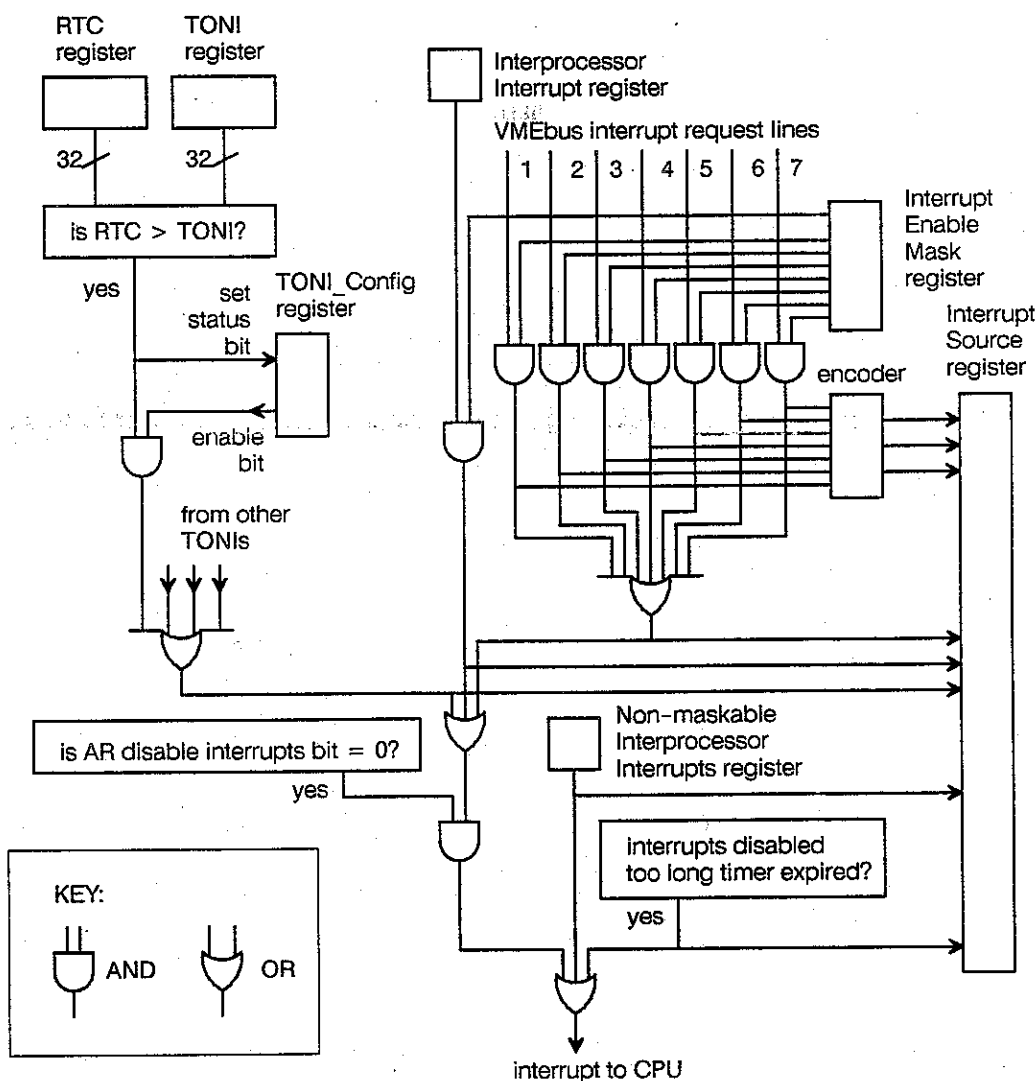 RTC
register
TONI
register
Interprocessor
Interrupt register
VMEbus interrupt request lines
1 2 3 4 5 6 7
32
32
is RTC > TONI?
yes
set
status
bit
TONI_Config
register
enable
bit
Interrupt
Enable
Mask
register
Interrupt
Source
register
encoder
from other
TONIs
is AR disable interrupts bit = 0?
yes
Non-maskable
Interprocessor
Interrupts register
interrupts disabled
too long timer expired?
yes
KEY:
AND
OR
interrupt to CPU